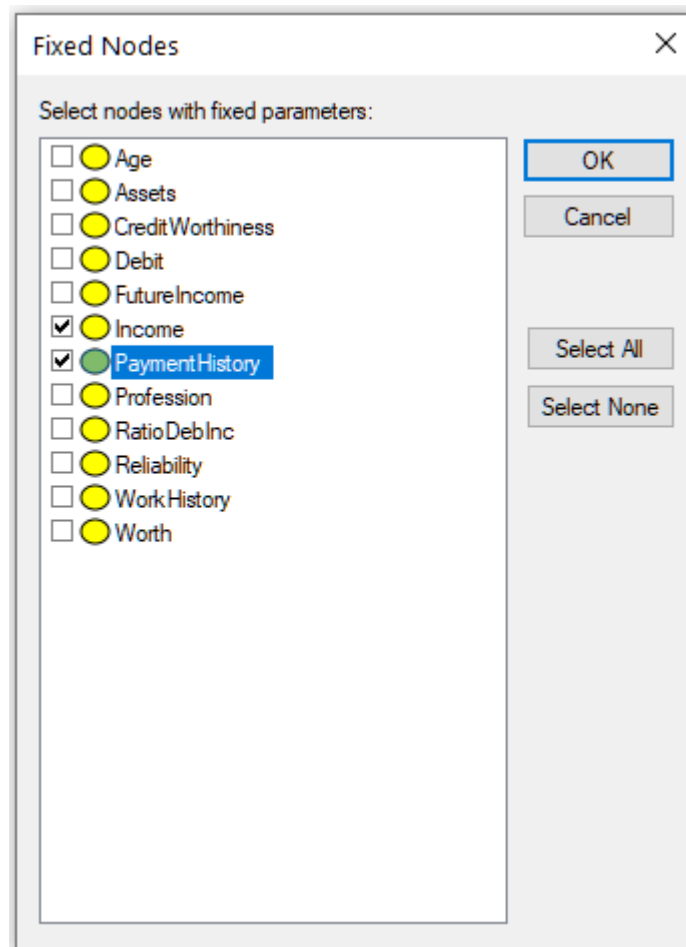 Fixed Nodes
Select nodes with fixed parameters:
Age
Assets
CreditWorthiness
Debit
FutureIncome
Income
PaymentHistory
Profession
RatioDebInc
Reliability
WorkHistory
Worth
OK
Cancel
Select All
Select None